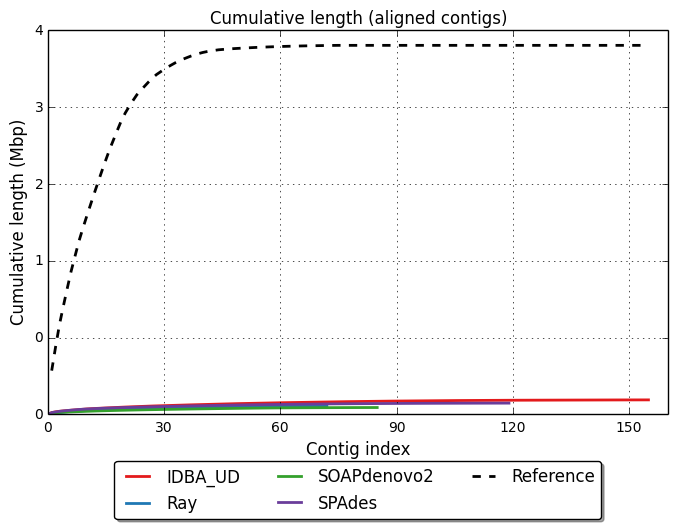 Cumulative length (aligned contigs)
4
3
2
1
0
0
Cumulative length (Mbp)
0 30 60 90 120 150
Contig index
IDBA_UD SOAPdenovo2 Reference
Ray SPAdes